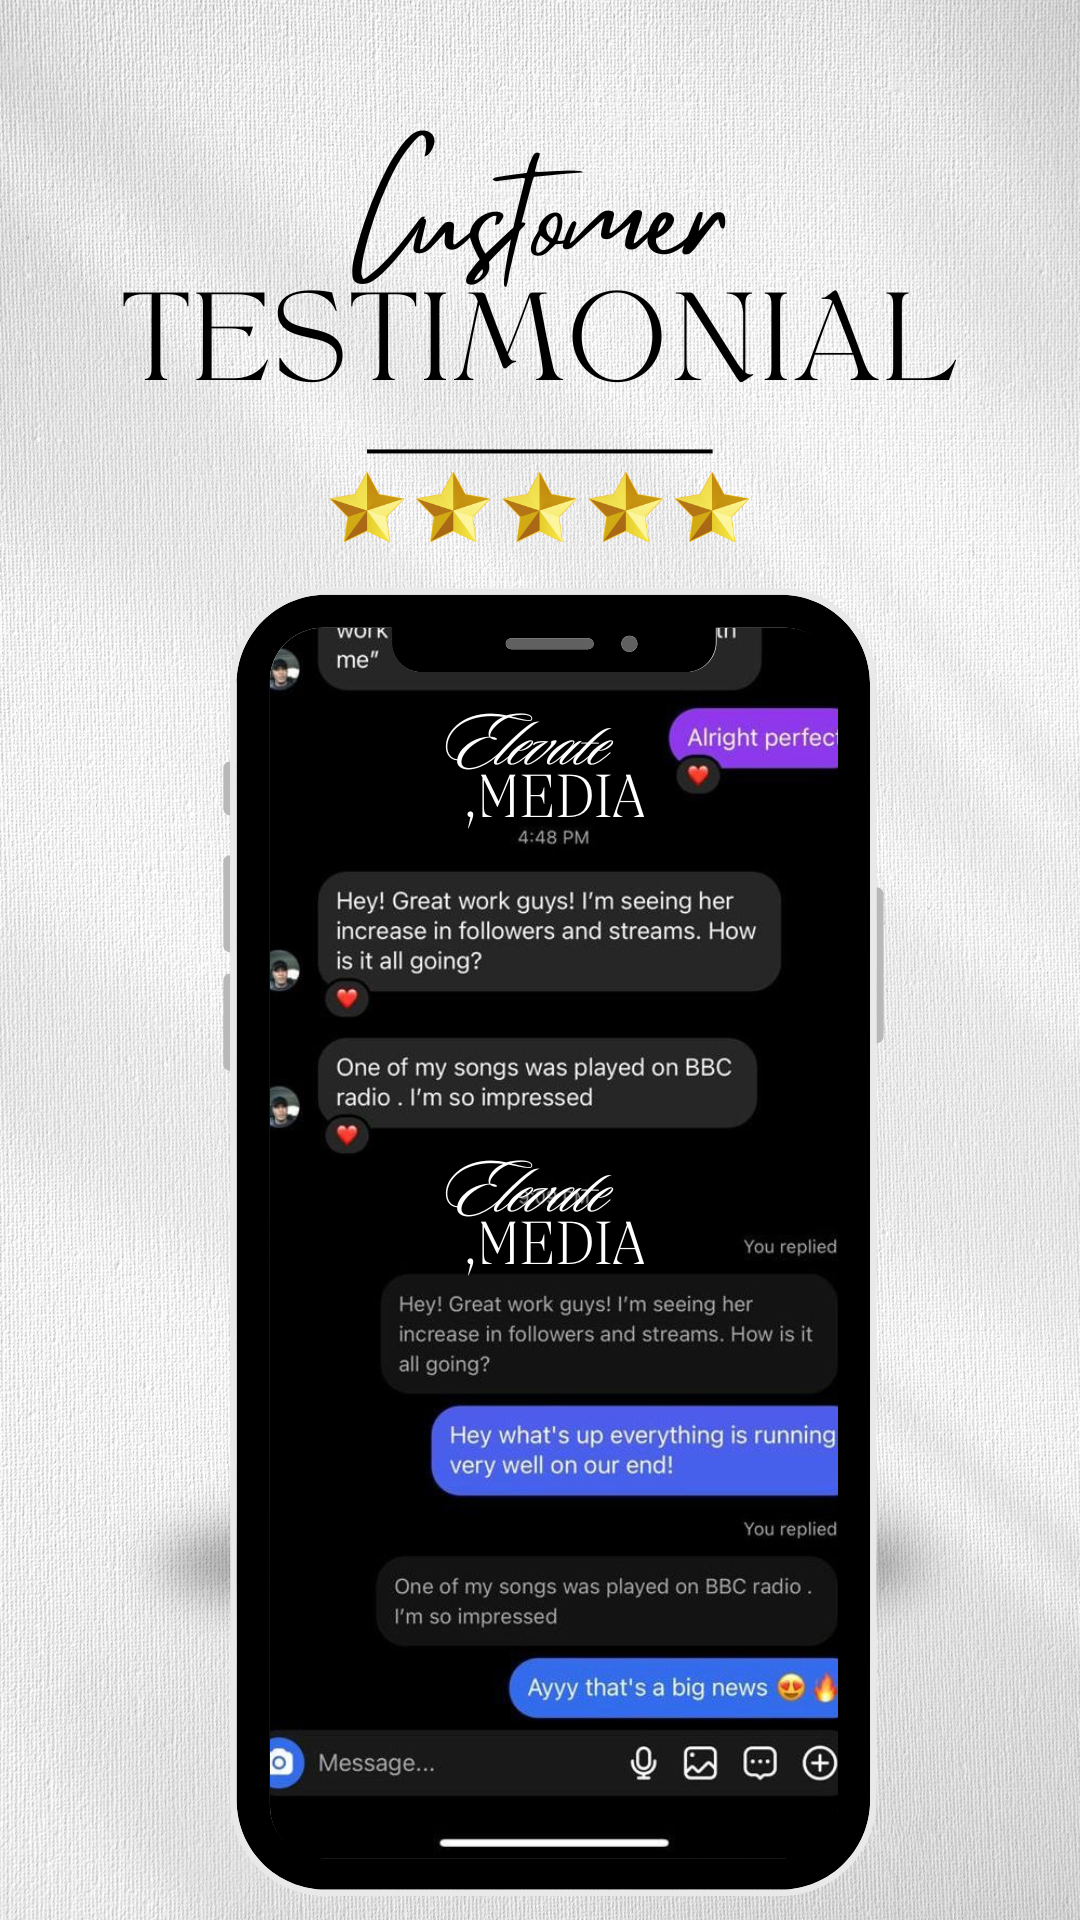 Customer
TESTIMONIAL
work
me”
Alright perfect
Elevate
,MEDIA
4:48 PM
Hey! Great work guys! I’m seeing her
increase in followers and streams. How
is it all going?
One of my songs was played on BBC
radio . I’m so impressed
Elevate
,MEDIA
You replied
Hey! Great work guys! I’m seeing her
increase in followers and streams. How is it
all going?
Hey what's up everything is running
very well on our end!
You replied
One of my songs was played on BBC radio .
I’m so impressed
Ayyy that's a big news 😍 🔥
Message...